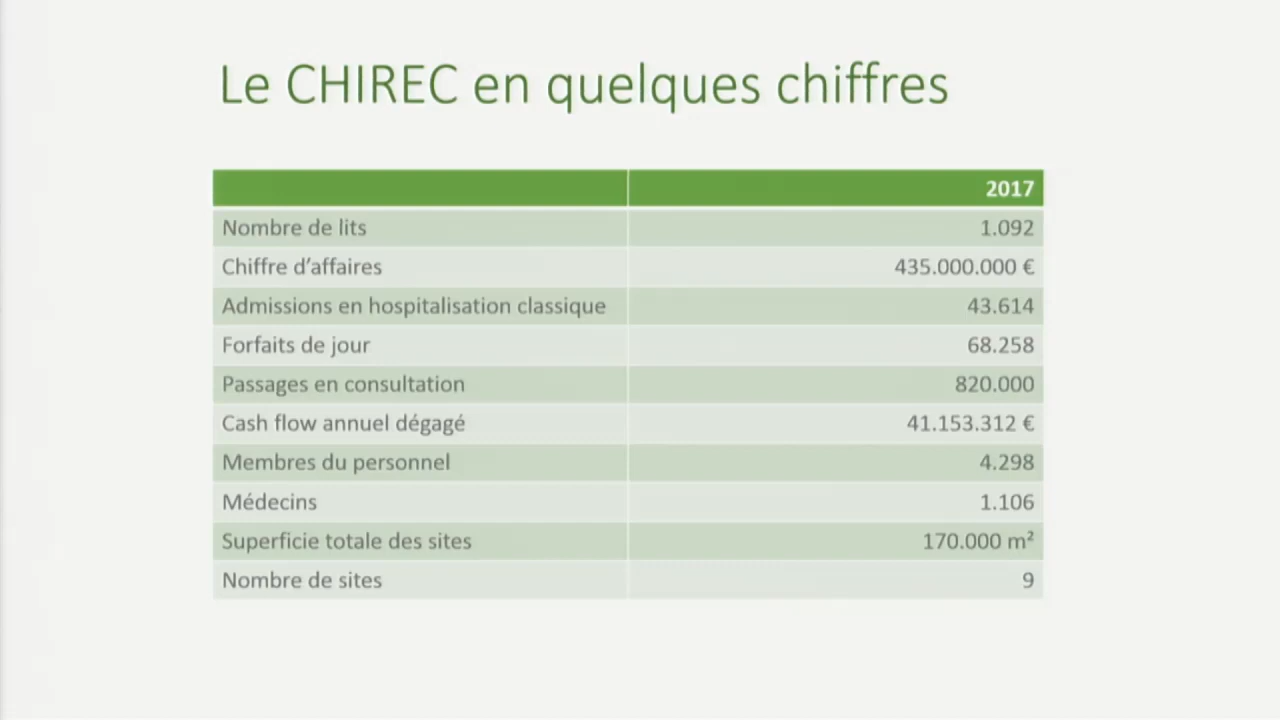 Le CHIREC en quelques chiffres
2017
Nombre de lits 1.092
Chiffre d’affaires 435.000.000 €
Admissions en hospitalisation classique 43.614
Forfaits de jour 68.258
Passages en consultation 820.000
Cash flow annuel dégagé 41.153.312 €
Membres du personnel 4.298
Médecins 1.106
Superficie totale des sites 170.000 m²
Nombre de sites 9